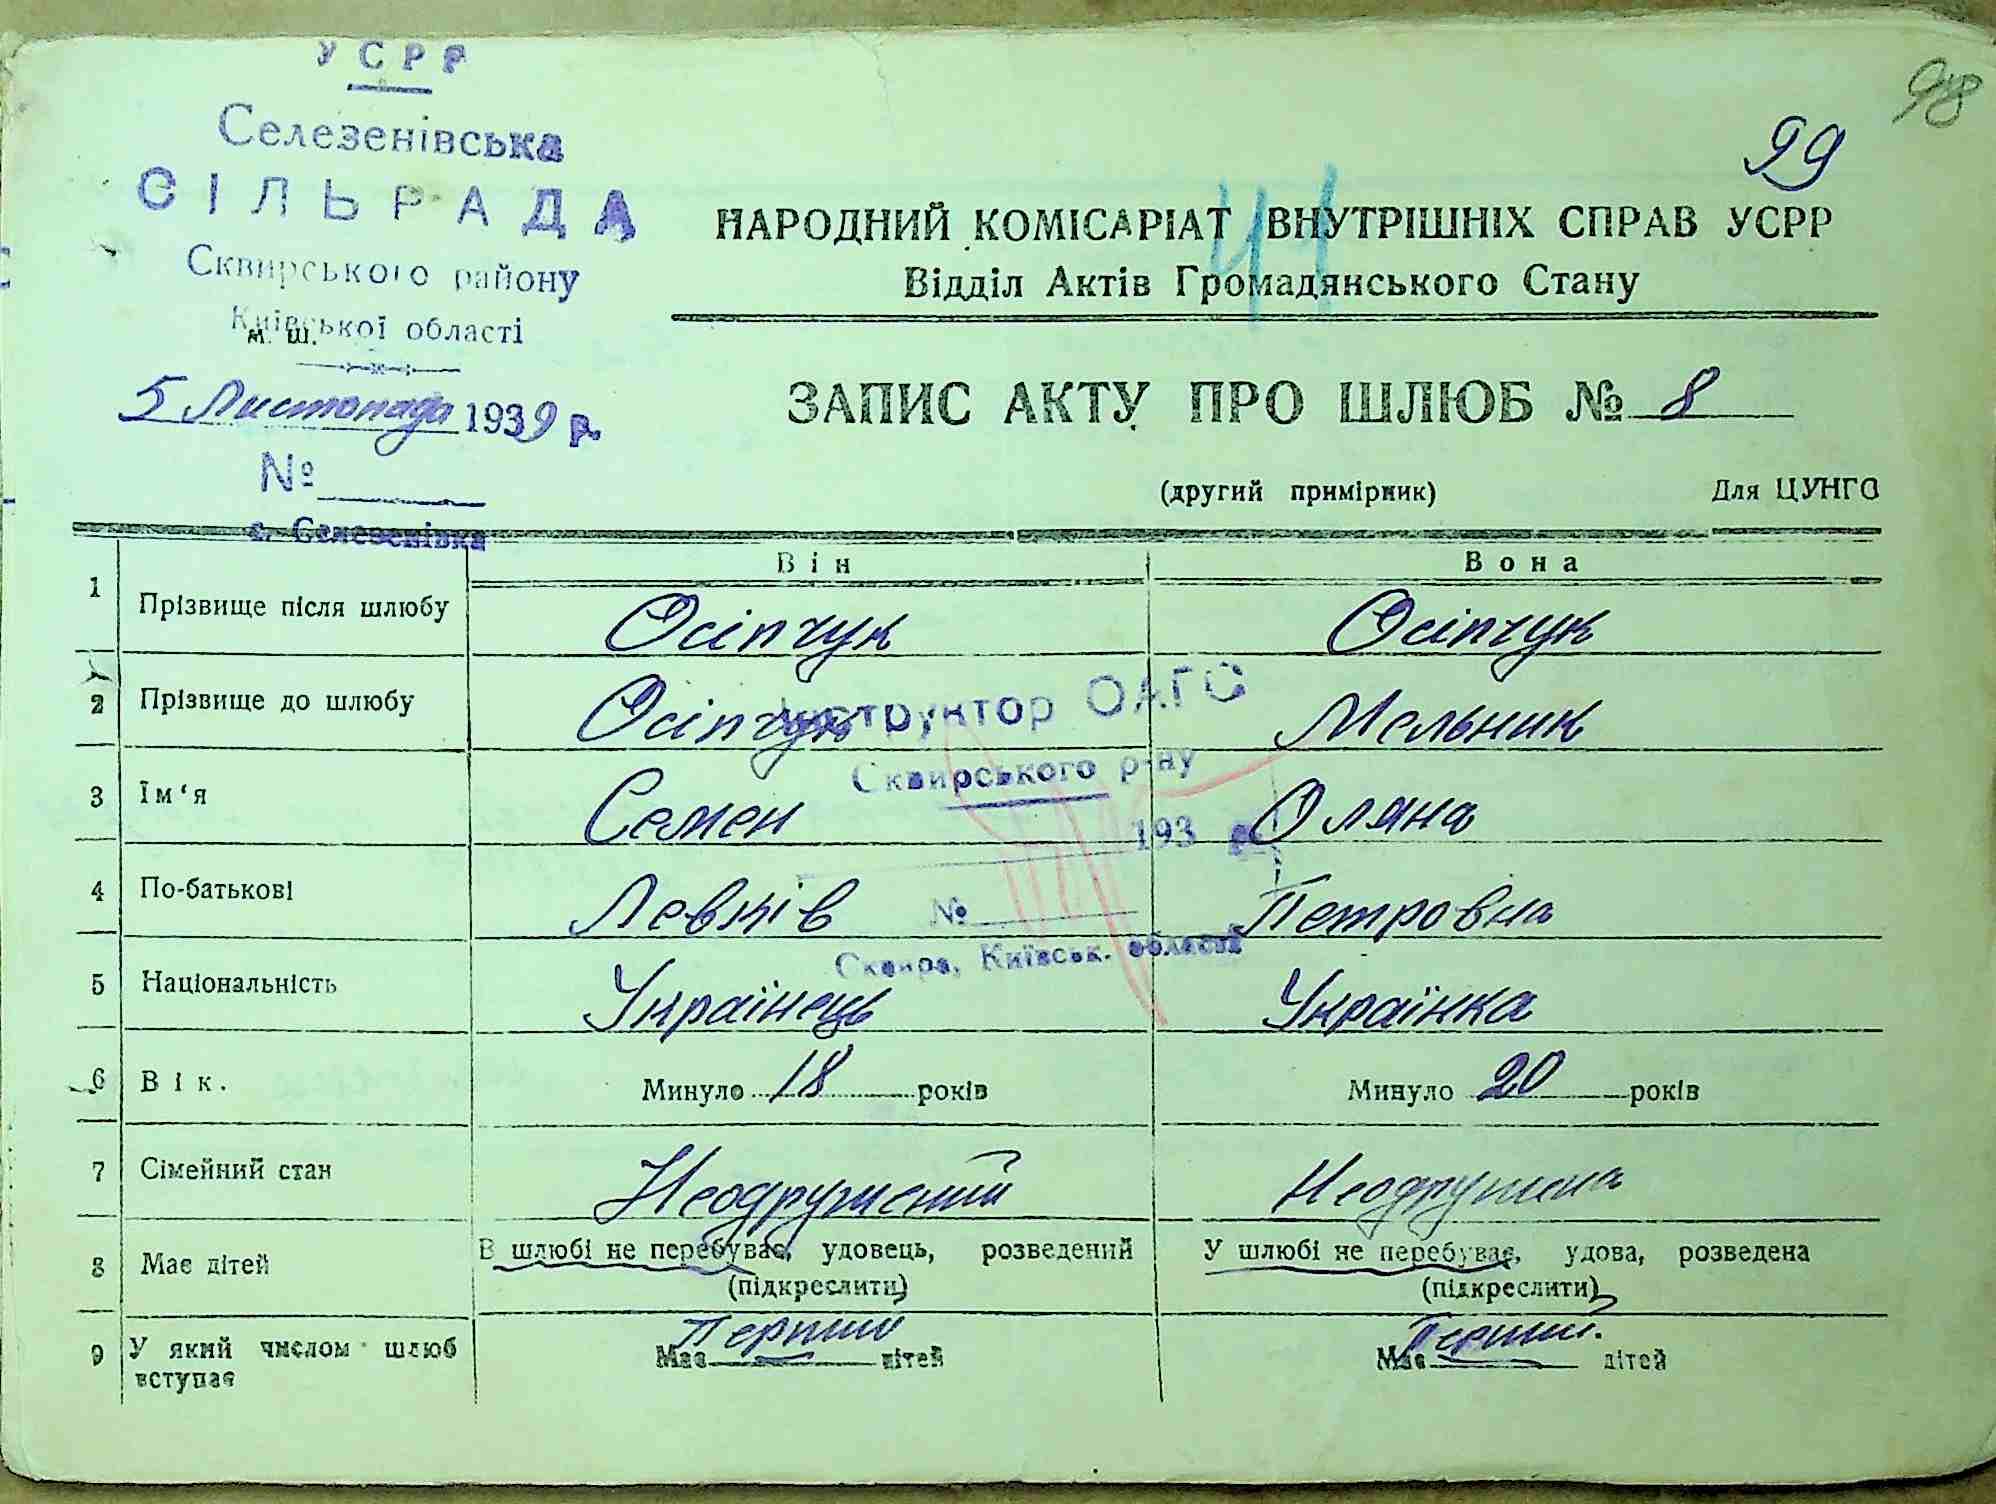 УСРР
Селезенівська
СІЛЬРАДА
Сквирського району
Київської області
м. ш.
5 Листопада 1939 р.
№
с. Селезенівка
98
99
41
НАРОДНИЙ КОМІСАРІАТ ВНУТРІШНІХ СПРАВ УСРР
Відділ Актів Громадянського Стану
ЗАПИС АКТУ ПРО ШЛЮБ № 8
(другий примірник) Для ЦУНГО
Він Вона
1 Прізвище після шлюбу Осіпчук Осіпчук
2 Прізвище до шлюбу Осіпчук Мельник
Інструктор ОАГС
Сквирського р-ну
3 Їм'я Семен Оляна
193 р.
4 По-батькові Левків Петровна
№
Сквира, Київськ. області
5 Національність Українець Українка
6 Вік. Минуло 18 років Минуло 20 років
7 Сімейний стан Неодружений Неодружена
8 Має дітей В шлюбі не перебуває, удовець, розведений У шлюбі не перебуває, удова, розведена
(підкреслити) (підкреслити)
9 У який числом шлюб вступає Перший Перший.
Має дітей Має дітей